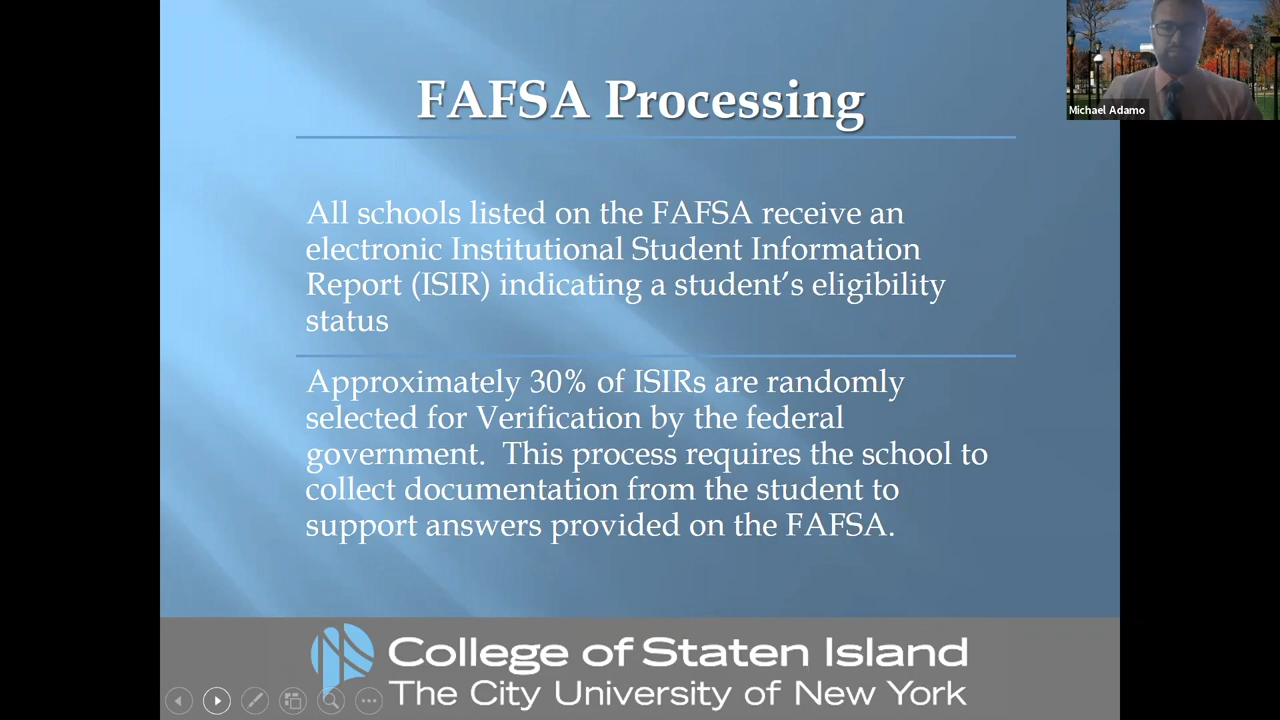 FAFSA Processing
Michael Adamo
All schools listed on the FAFSA receive an
electronic Institutional Student Information
Report (ISIR) indicating a student’s eligibility
status
Approximately 30% of ISIRs are randomly
selected for Verification by the federal
government.  This process requires the school to
collect documentation from the student to
support answers provided on the FAFSA.
College of Staten Island
The City University of New York